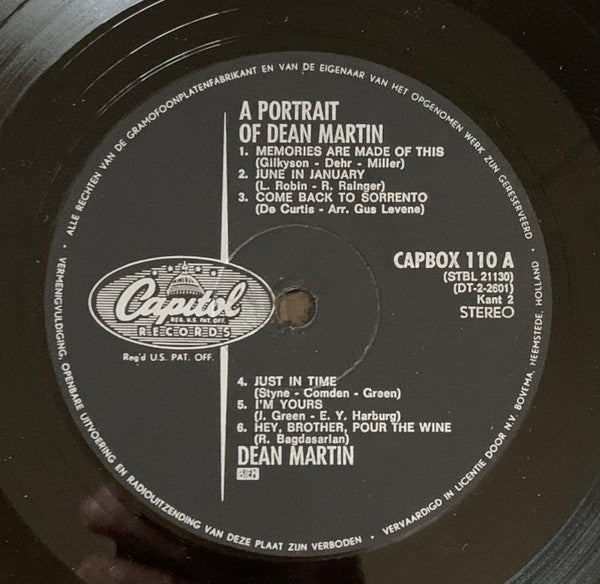 ALLE RECHTEN VAN DE GRAMOFOONPLATENFABRIKANT EN VAN DE EIGENAAR VAN HET OPGENOMEN WERK ZIJN GERESERVEERD
A PORTRAIT
OF DEAN MARTIN
1. MEMORIES ARE MADE OF THIS
(Gilkyson - Dehr - Miller)
2. JUNE IN JANUARY
(L. Robin - R. Rainger)
3. COME BACK TO SORRENTO
(De Curtis - Arr. Gus Levene)
CAPBOX 110 A
(STBL 21130)
(DT-2-2601)
Kant 2
STEREO
Capitol
REG. U.S. PAT. OFF.
RECORDS
Reg'd U.S. PAT. OFF.
4. JUST IN TIME
(Styne - Comden - Green)
5. I'M YOURS
(J. Green - E. Y. Harburg)
6. HEY, BROTHER, POUR THE WINE
(R. Bagdasarian)
DEAN MARTIN
BIEM
· VERMENIGVULDIGING, OPENBARE UITVOERING EN RADIOUITZENDING VAN DEZE PLAAT ZIJN VERBODEN ·
VERVAARDIGD IN LICENTIE DOOR N.V. BOVEMA, HEEMSTEDE, HOLLAND ·